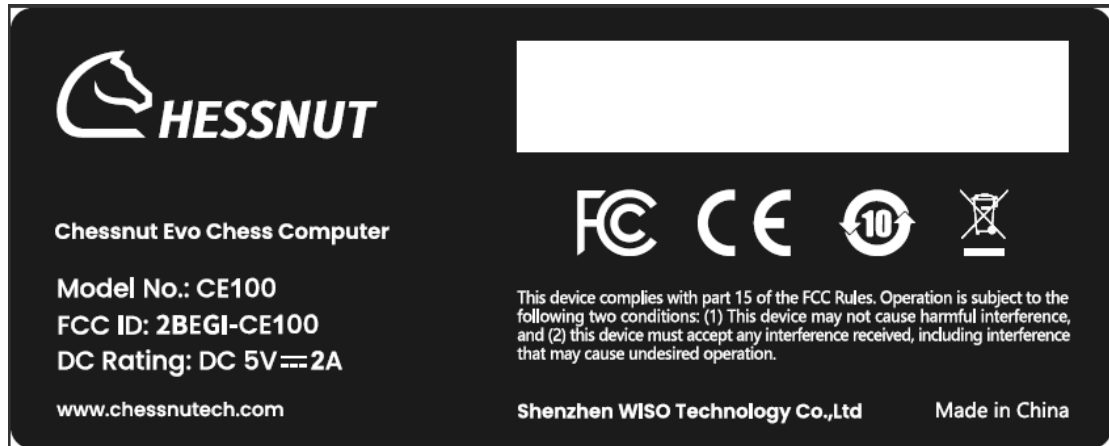 HESSNUT
Chessnut Evo Chess Computer
Model No.: CE100
FCC ID: 2BEGI-CE100
DC Rating: DC 5V⎓2A
www.chessnutech.com
FC CE 10
This device complies with part 15 of the FCC Rules. Operation is subject to the
following two conditions: (1) This device may not cause harmful interference,
and (2) this device must accept any interference received, including interference
that may cause undesired operation.
Shenzhen WISO Technology Co.,Ltd
Made in China